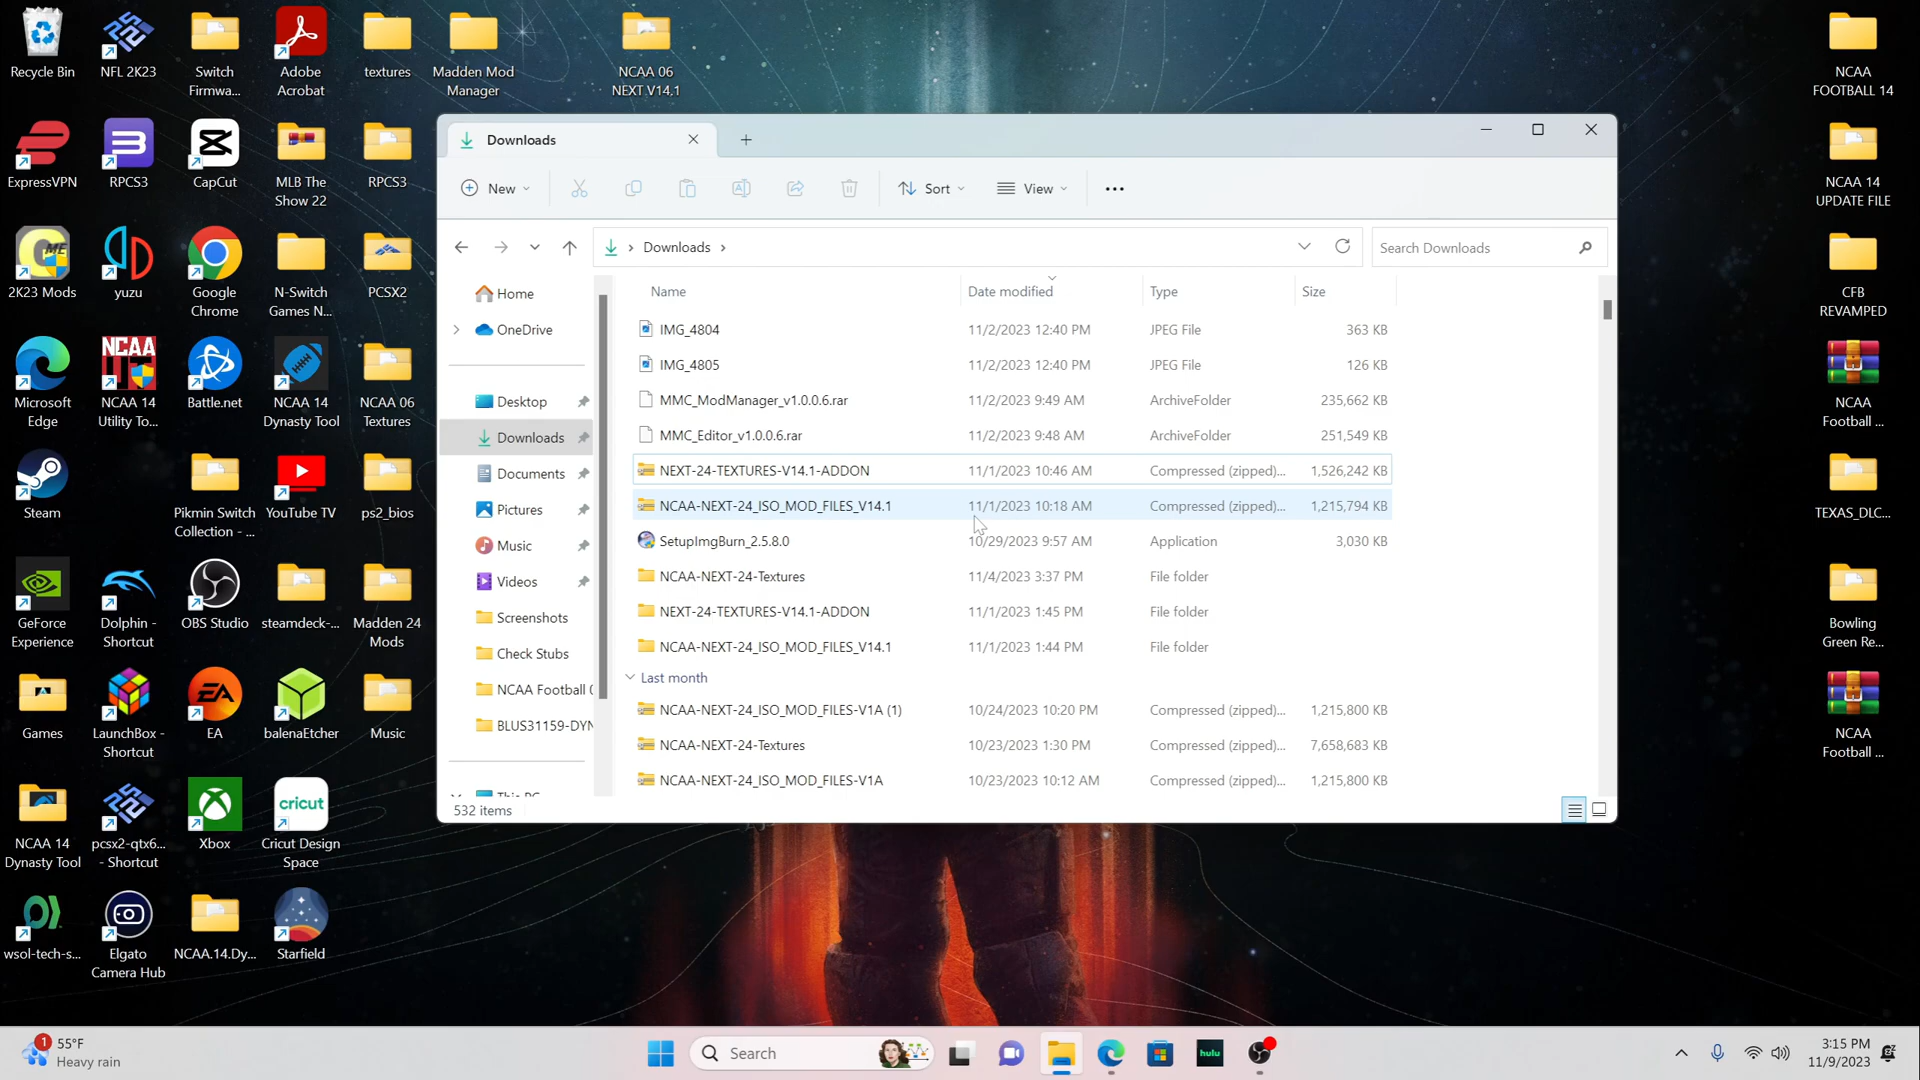 Recycle Bin
NFL 2K23
Switch
Firmwa...
Adobe
Acrobat
textures
Madden Mod
Manager
NCAA 06
NEXT V14.1
NCAA
FOOTBALL 14
ExpressVPN
RPCS3
CapCut
MLB The
Show 22
RPCS3
NCAA 14
UPDATE FILE
2K23 Mods
yuzu
Google
Chrome
N-Switch
Games N...
PCSX2
CFB
REVAMPED
Microsoft
Edge
NCAA 14
Utility To...
Battle.net
NCAA 14
Dynasty Tool
NCAA 06
Textures
NCAA
Football ...
Steam
Pikmin Switch
Collection - ...
YouTube TV
ps2_bios
TEXAS_DLC...
GeForce
Experience
Dolphin -
Shortcut
OBS Studio
steamdeck-...
Madden 24
Mods
Bowling
Green Re...
Games
LaunchBox -
Shortcut
EA
balenaEtcher
Music
NCAA
Football ...
NCAA 14
Dynasty Tool
pcsx2-qtx6...
- Shortcut
Xbox
cricut
Cricut Design
Space
wsol-tech-s...
Elgato
Camera Hub
NCAA.14.Dy...
Starfield
Downloads
New
Sort
View
Downloads
Search Downloads
Home
OneDrive
Desktop
Downloads
Documents
Pictures
Music
Videos
Screenshots
Check Stubs
NCAA Football 
BLUS31159-DYN
This PC
Name Date modified Type Size
IMG_4804 11/2/2023 12:40 PM JPEG File 363 KB
IMG_4805 11/2/2023 12:40 PM JPEG File 126 KB
MMC_ModManager_v1.0.0.6.rar 11/2/2023 9:49 AM ArchiveFolder 235,662 KB
MMC_Editor_v1.0.0.6.rar 11/2/2023 9:48 AM ArchiveFolder 251,549 KB
NEXT-24-TEXTURES-V14.1-ADDON 11/1/2023 10:46 AM Compressed (zipped)... 1,526,242 KB
NCAA-NEXT-24_ISO_MOD_FILES_V14.1 11/1/2023 10:18 AM Compressed (zipped)... 1,215,794 KB
SetupImgBurn_2.5.8.0 10/29/2023 9:57 AM Application 3,030 KB
NCAA-NEXT-24-Textures 11/4/2023 3:37 PM File folder
NEXT-24-TEXTURES-V14.1-ADDON 11/1/2023 1:45 PM File folder
NCAA-NEXT-24_ISO_MOD_FILES_V14.1 11/1/2023 1:44 PM File folder
Last month
NCAA-NEXT-24_ISO_MOD_FILES-V1A (1) 10/24/2023 10:20 PM Compressed (zipped)... 1,215,800 KB
NCAA-NEXT-24-Textures 10/23/2023 1:30 PM Compressed (zipped)... 7,658,683 KB
NCAA-NEXT-24_ISO_MOD_FILES-V1A 10/23/2023 10:12 AM Compressed (zipped)... 1,215,800 KB
532 items
1
55°F
Heavy rain
Search
hulu
3:15 PM
11/9/2023